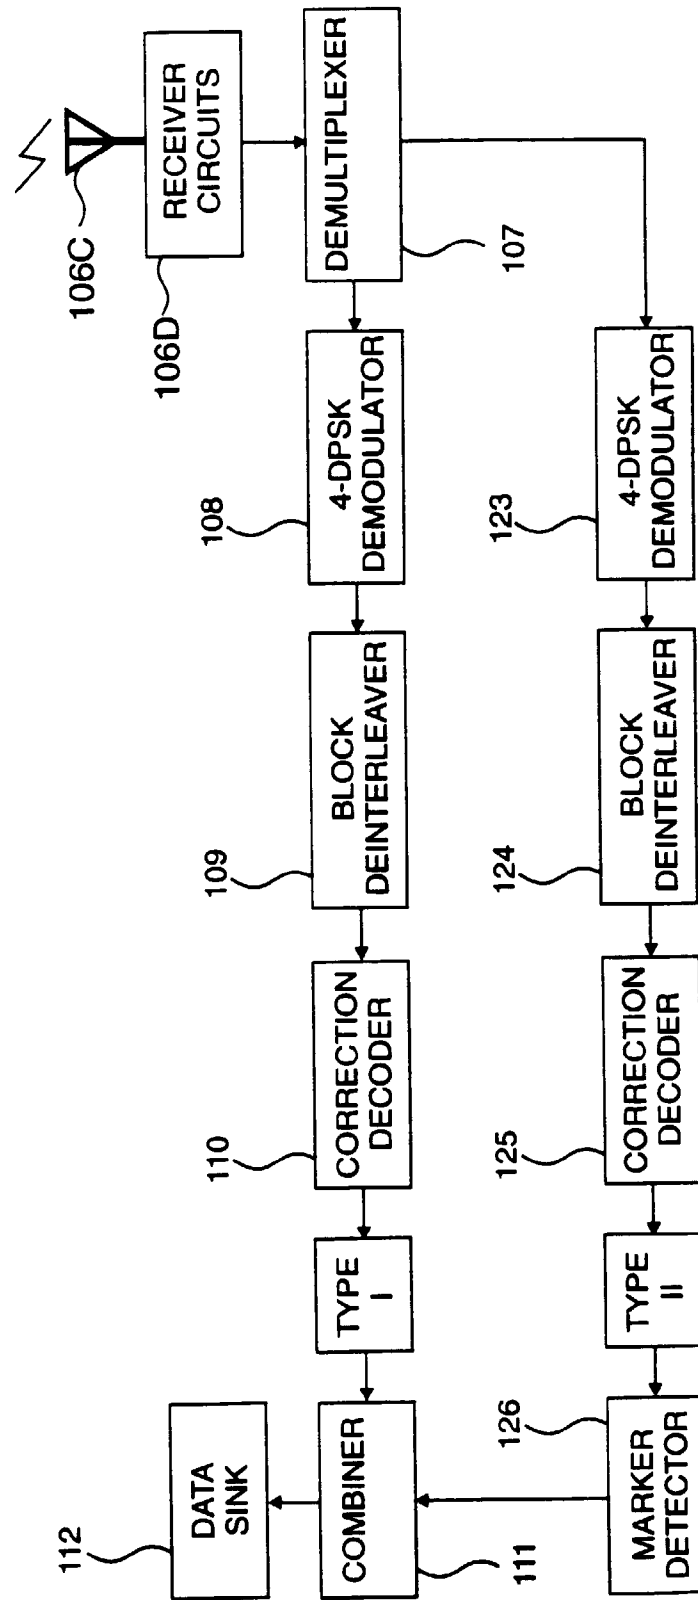 106C
RECEIVER
CIRCUITS
106D
DEMULTIPLEXER
107
4-DPSK
DEMODULATOR
108
BLOCK
DEINTERLEAVER
109
CORRECTION
DECODER
110
TYPE
I
COMBINER
111
DATA
SINK
112
4-DPSK
DEMODULATOR
123
BLOCK
DEINTERLEAVER
124
CORRECTION
DECODER
125
TYPE
II
MARKER
DETECTOR
126